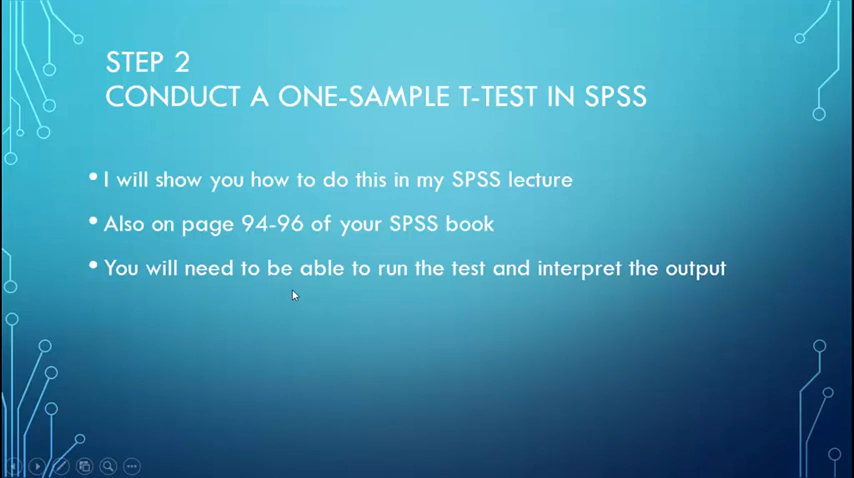 STEP 2
CONDUCT A ONE-SAMPLE T-TEST IN SPSS
• I will show you how to do this in my SPSS lecture
• Also on page 94-96 of your SPSS book
• You will need to be able to run the test and interpret the output